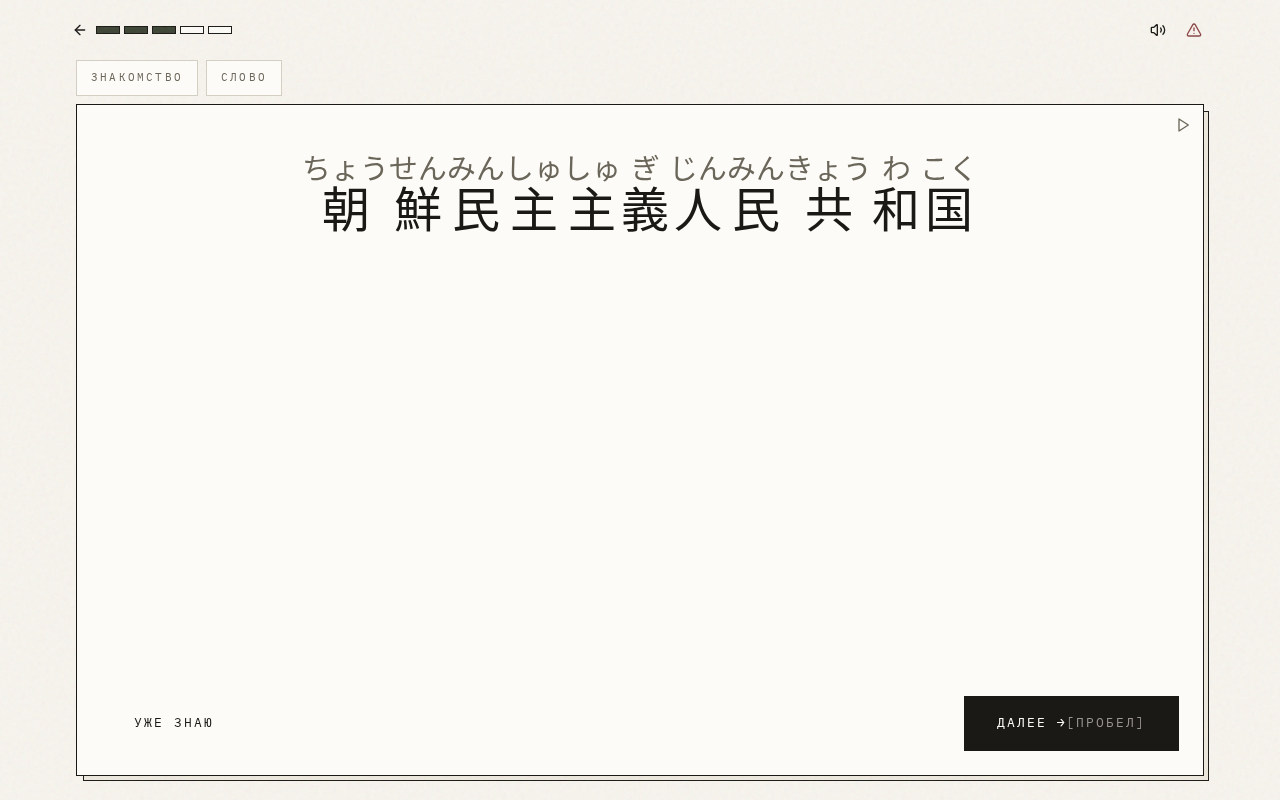 ЗНАКОМСТВО СЛОВО
ちょうせんみんしゅしゅ ぎ じんみんきょう わ こく
朝鮮民主主義人民共和国
УЖЕ ЗНАЮ
ДАЛЕЕ →[ПРОБЕЛ]